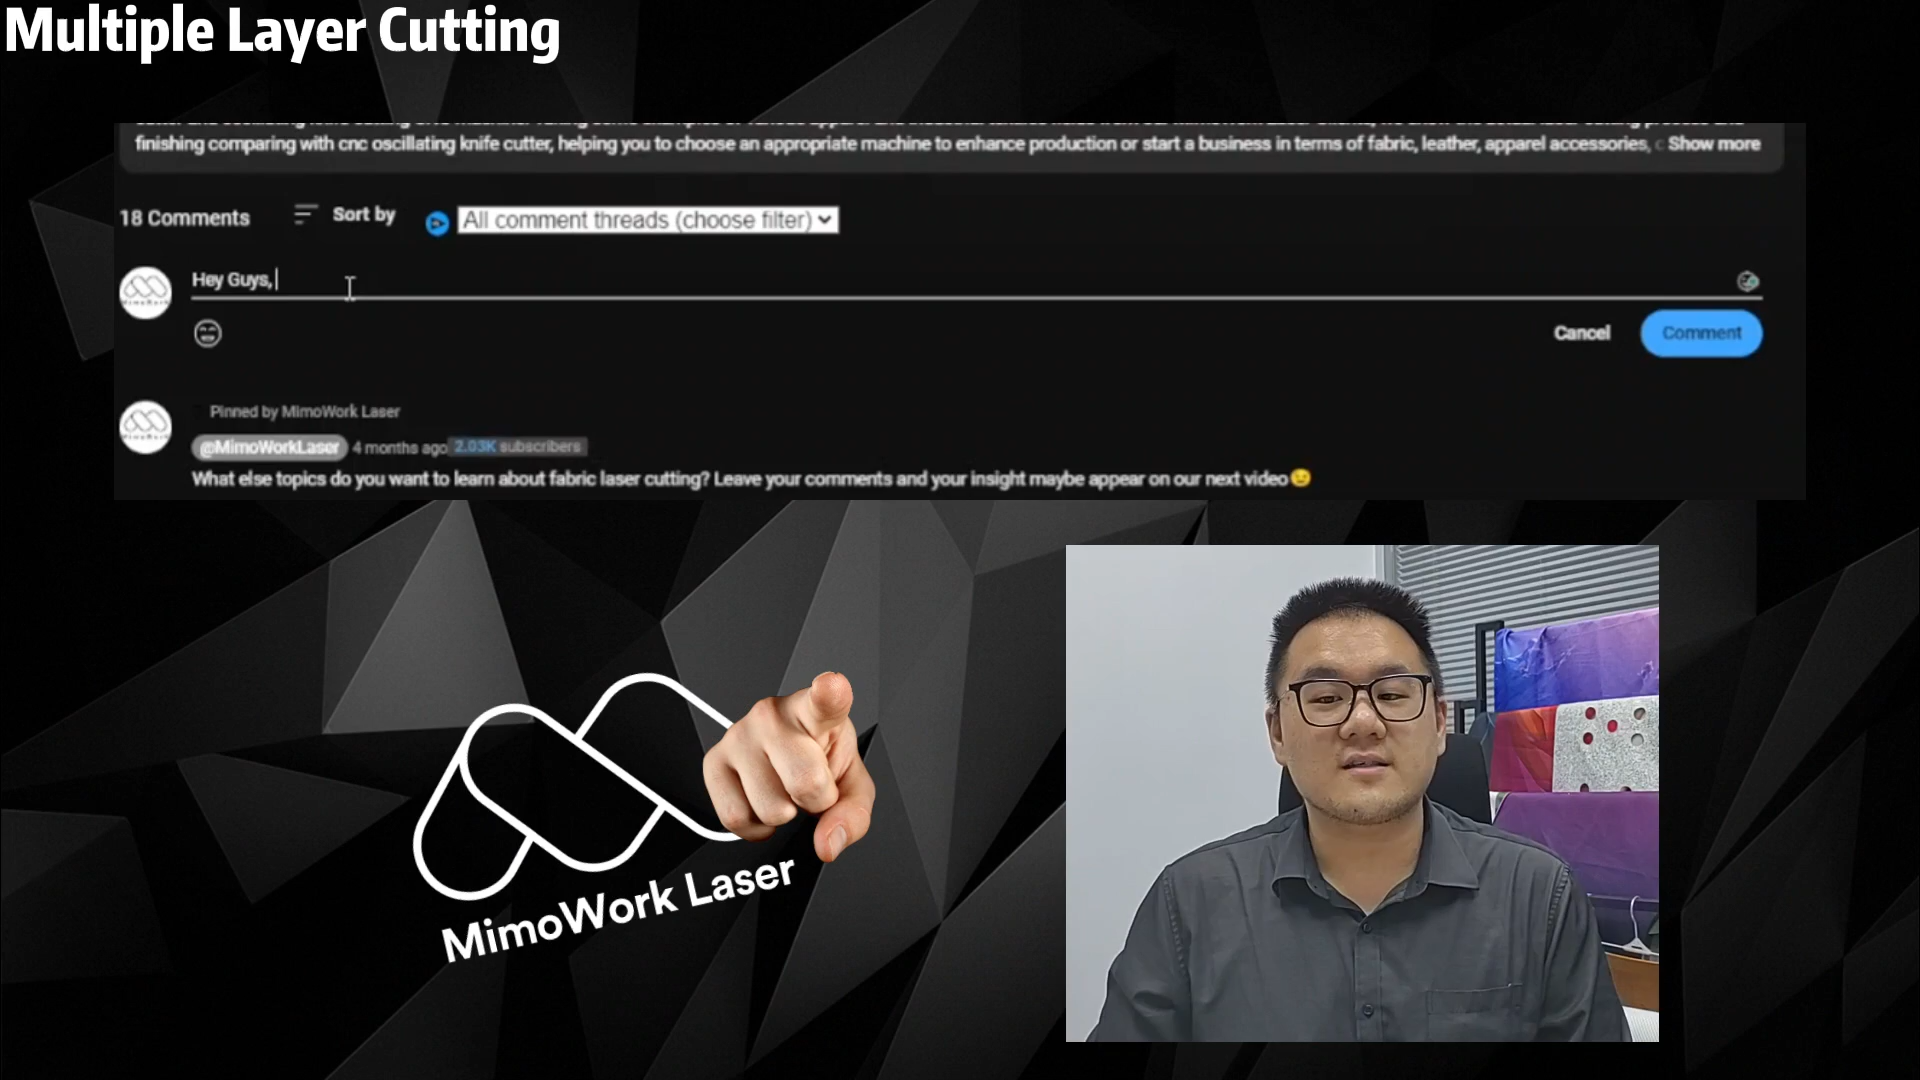 Multiple Layer Cutting
finishing comparing with cnc oscillating knife cutter, helping you to choose an appropriate machine to enhance production or start a business in terms of fabric, leather, apparel accessories, Show more
18 Comments
Sort by
All comment threads (choose filter)
Hey Guys,
Cancel
Comment
Pinned by MimoWork Laser
@MimoWorkLaser 4 months ago 2.03K subscribers
What else topics do you want to learn about fabric laser cutting? Leave your comments and your insight maybe appear on our next video😉
MimoWork Laser